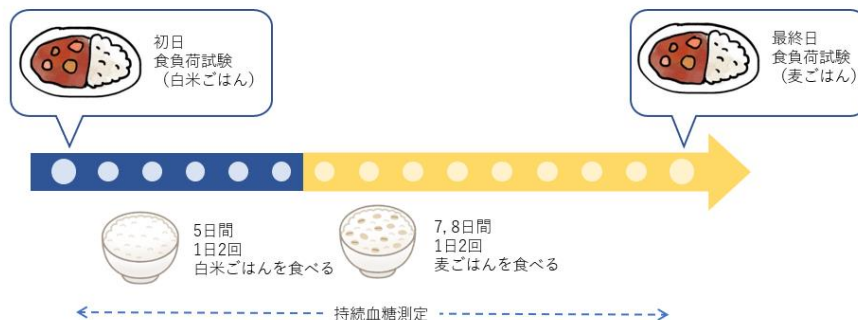 初日
食負荷試験
（白米ごはん）
最終日
食負荷試験
（麦ごはん）
5日間
1日2回
白米ごはんを食べる
7, 8日間
1日2回
麦ごはんを食べる
持続血糖測定